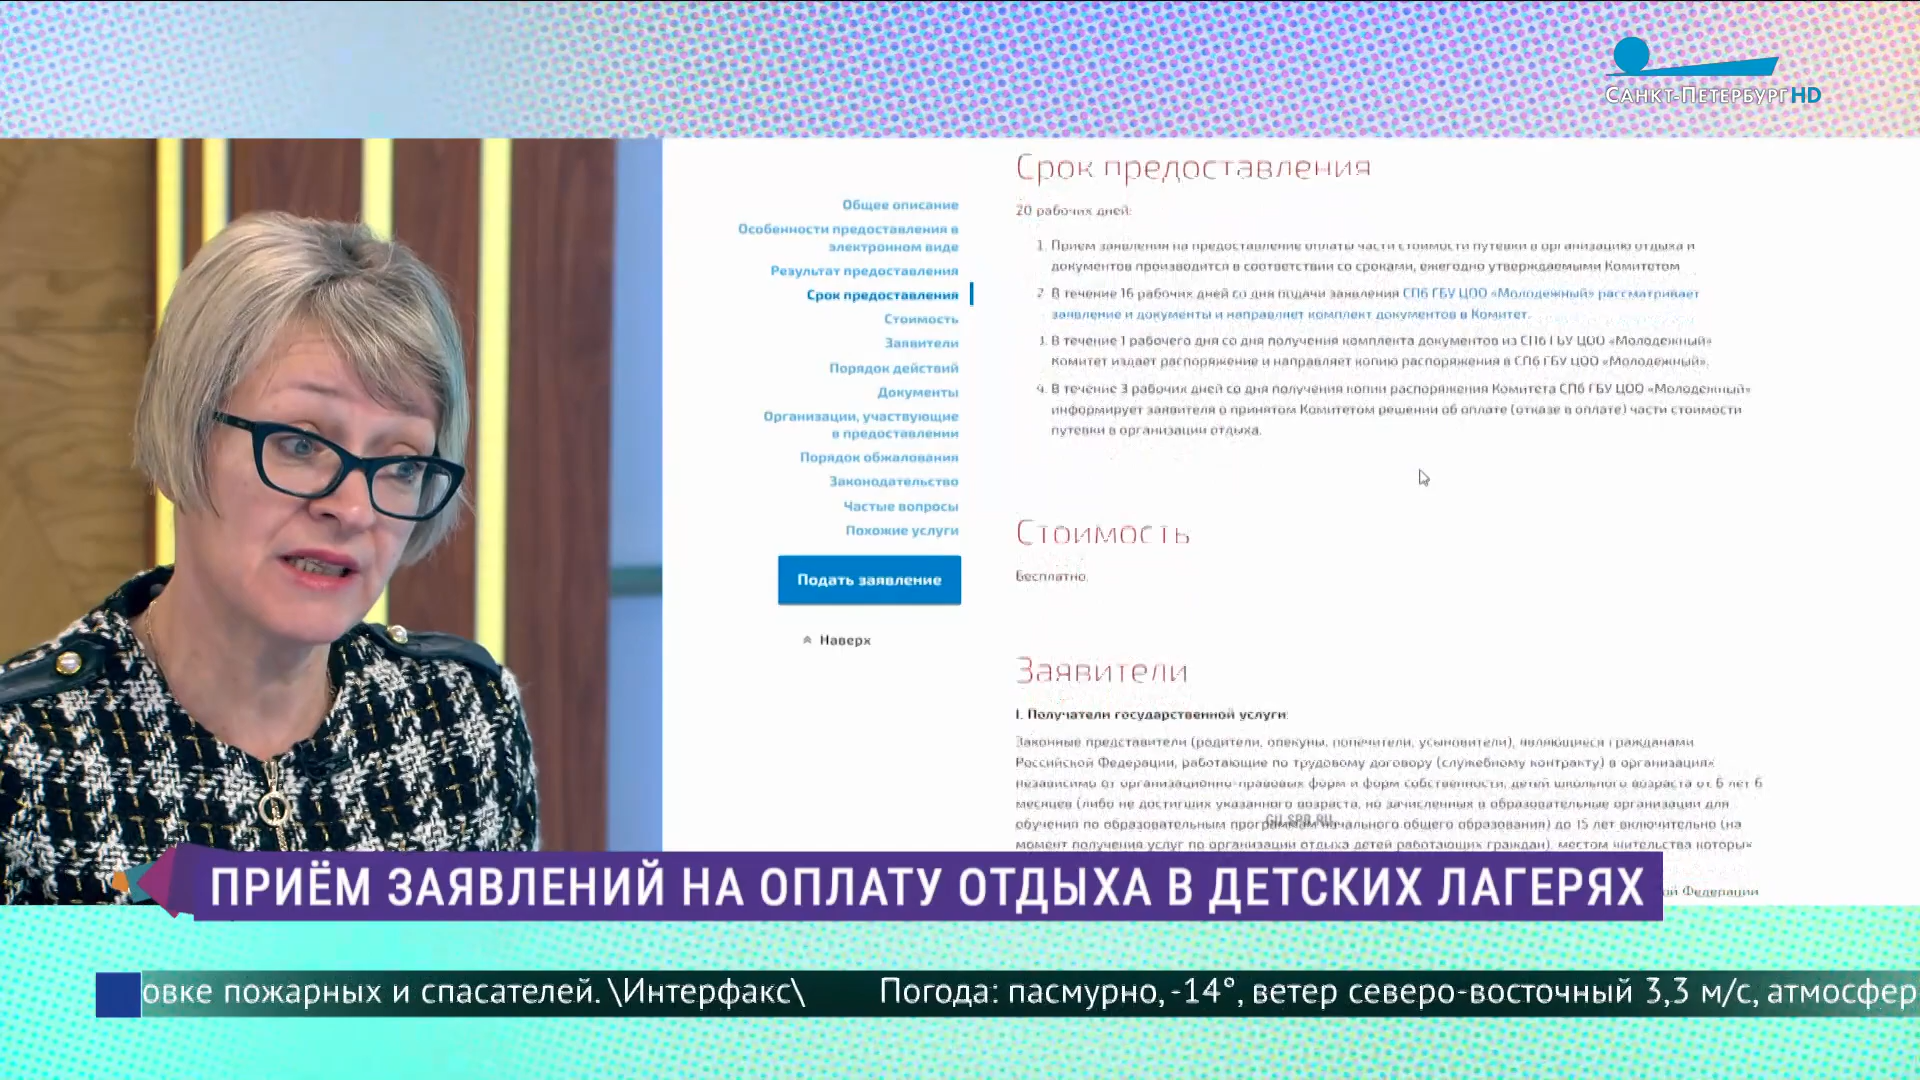 САНКТ-ПЕТЕРБУРГ HD
Общее описание
Особенности предоставления в
электронном виде
Результат предоставления
Срок предоставления
Стоимость
Заявители
Порядок действий
Документы
Организации, участвующие
в предоставлении
Порядок обжалования
Законодательство
Частые вопросы
Похожие услуги
Подать заявление
Наверх
Срок предоставления
20 рабочих дней:
1. Прием заявлений на предоставление оплаты части стоимости путевки в организацию отдыха и
документов производится в соответствии со сроками, ежегодно утверждаемыми Комитетом
2. В течение 16 рабочих дней со дня подачи заявления СПб ГБУ ЦОО «Молодежный» рассматривает
заявление и документы и направляет комплект документов в Комитет.
3. В течение 1 рабочего дня со дня получения комплекта документов из СПб ГБУ ЦОО «Молодежный»
Комитет издает распоряжение и направляет копию распоряжения в СПб ГБУ ЦОО «Молодежный».
4. В течение 3 рабочих дней со дня получения копии распоряжения Комитета СПб ГБУ ЦОО «Молодежный»
информирует заявителя о принятом Комитетом решении об оплате (отказе в оплате) части стоимости
путевки в организации отдыха.
Стоимость
Бесплатно.
Заявители
I. Получатели государственной услуги:
Законные представители (родители, опекуны, попечители, усыновители), являющиеся гражданами
Российской Федерации, работающие по трудовому договору (служебному контракту) в организациях
независимо от организационно-правовых форм и форм собственности, детей школьного возраста от 6 лет 6
месяцев (либо не достигших указанного возраста, но зачисленных в образовательные организации для
обучения по образовательным программам начального общего образования) до 15 лет включительно (на
момент получения услуг по организации отдыха детей работающих граждан), местом жительства которых
ой Федерации
GU.SPB.RU
ПРИЁМ ЗАЯВЛЕНИЙ НА ОПЛАТУ ОТДЫХА В ДЕТСКИХ ЛАГЕРЯХ
овке пожарных и спасателей. \Интерфакс\ Погода: пасмурно, -14°, ветер северо-восточный 3,3 м/с, атмосфер